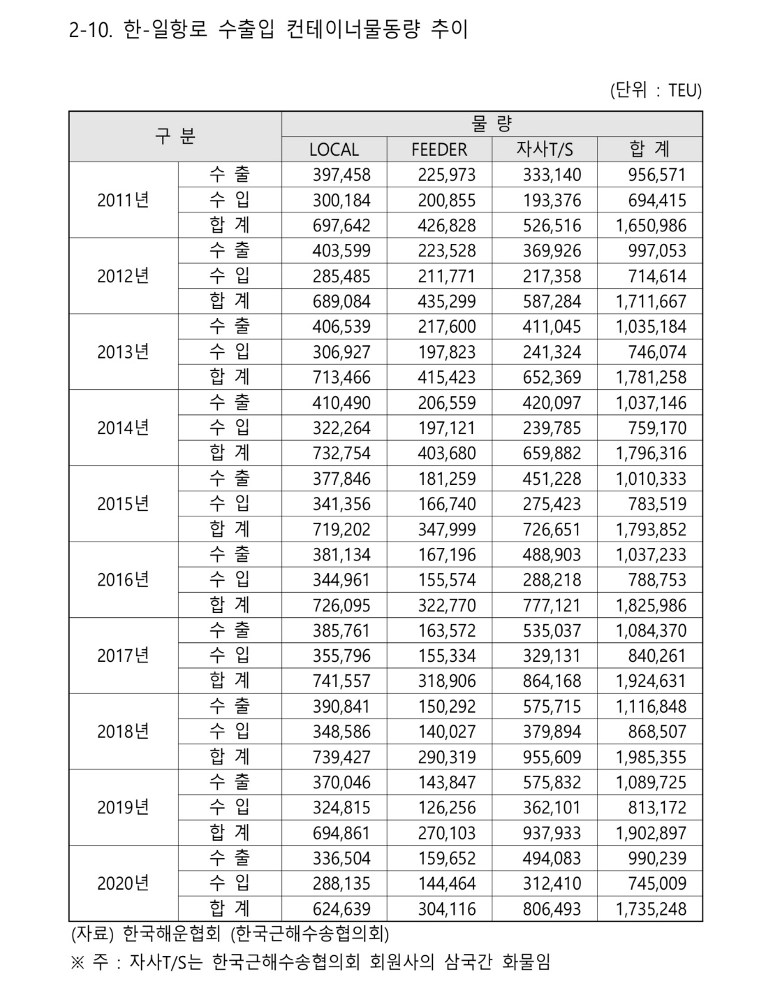 2-10. 한-일항로 수출입 컨테이너물동량 추이
(단위 : TEU)
구 분 물 량
LOCAL FEEDER 자사T/S 합 계
2011년 수 출 397,458 225,973 333,140 956,571
수 입 300,184 200,855 193,376 694,415
합 계 697,642 426,828 526,516 1,650,986
2012년 수 출 403,599 223,528 369,926 997,053
수 입 285,485 211,771 217,358 714,614
합 계 689,084 435,299 587,284 1,711,667
2013년 수 출 406,539 217,600 411,045 1,035,184
수 입 306,927 197,823 241,324 746,074
합 계 713,466 415,423 652,369 1,781,258
2014년 수 출 410,490 206,559 420,097 1,037,146
수 입 322,264 197,121 239,785 759,170
합 계 732,754 403,680 659,882 1,796,316
2015년 수 출 377,846 181,259 451,228 1,010,333
수 입 341,356 166,740 275,423 783,519
합 계 719,202 347,999 726,651 1,793,852
2016년 수 출 381,134 167,196 488,903 1,037,233
수 입 344,961 155,574 288,218 788,753
합 계 726,095 322,770 777,121 1,825,986
2017년 수 출 385,761 163,572 535,037 1,084,370
수 입 355,796 155,334 329,131 840,261
합 계 741,557 318,906 864,168 1,924,631
2018년 수 출 390,841 150,292 575,715 1,116,848
수 입 348,586 140,027 379,894 868,507
합 계 739,427 290,319 955,609 1,985,355
2019년 수 출 370,046 143,847 575,832 1,089,725
수 입 324,815 126,256 362,101 813,172
합 계 694,861 270,103 937,933 1,902,897
2020년 수 출 336,504 159,652 494,083 990,239
수 입 288,135 144,464 312,410 745,009
합 계 624,639 304,116 806,493 1,735,248
(자료) 한국해운협회 (한국근해수송협의회)
※ 주 : 자사T/S는 한국근해수송협의회 회원사의 삼국간 화물임